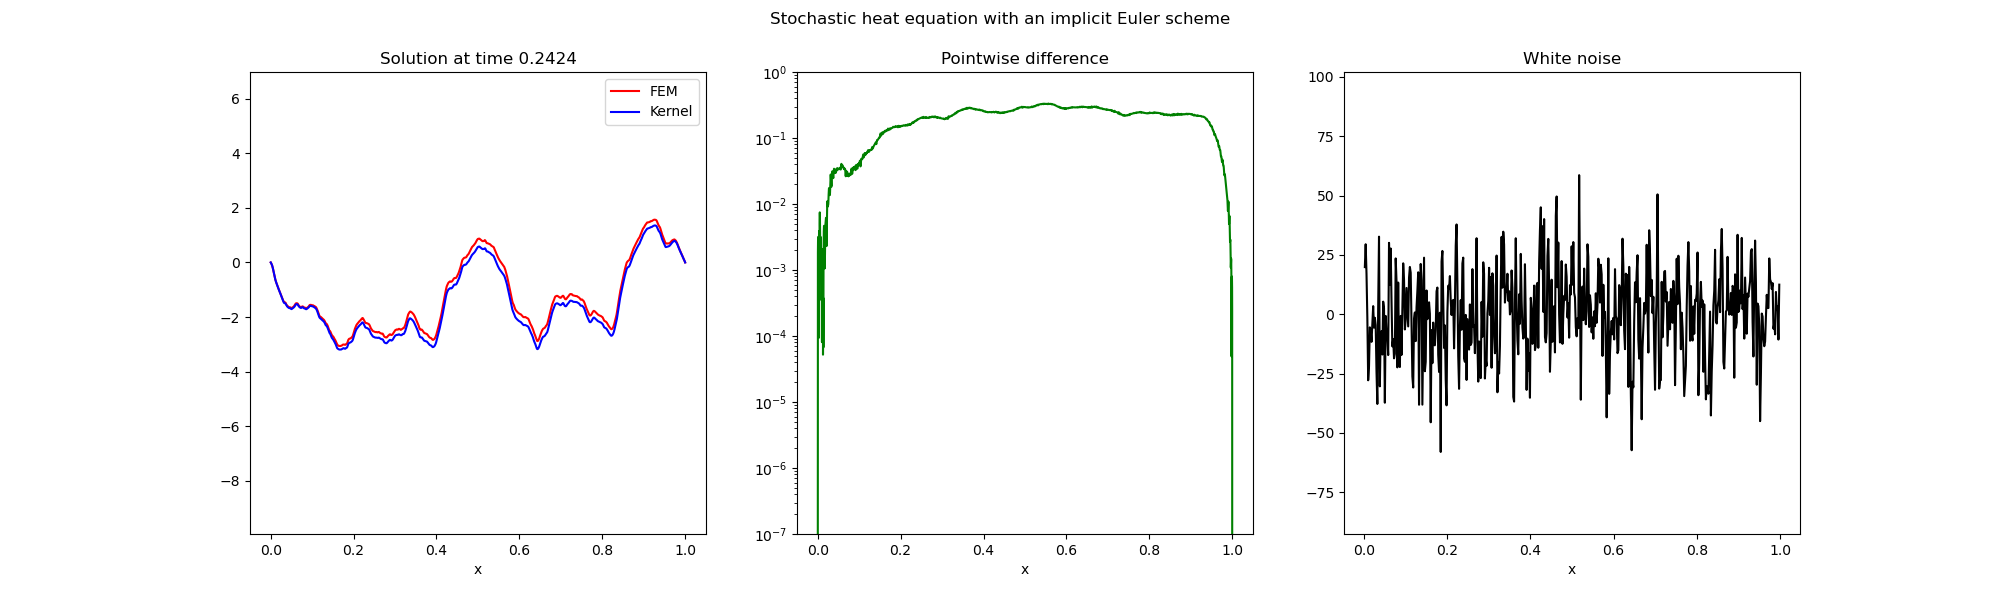 Stochastic heat equation with an implicit Euler scheme
Solution at time 0.2424
6
4
2
0
−2
−4
−6
−8
0.0 0.2 0.4 0.6 0.8 1.0
x
FEM
Kernel
Pointwise difference
10⁰
10⁻¹
10⁻²
10⁻³
10⁻⁴
10⁻⁵
10⁻⁶
10⁻⁷
0.0 0.2 0.4 0.6 0.8 1.0
x
White noise
100
75
50
25
0
−25
−50
−75
0.0 0.2 0.4 0.6 0.8 1.0
x